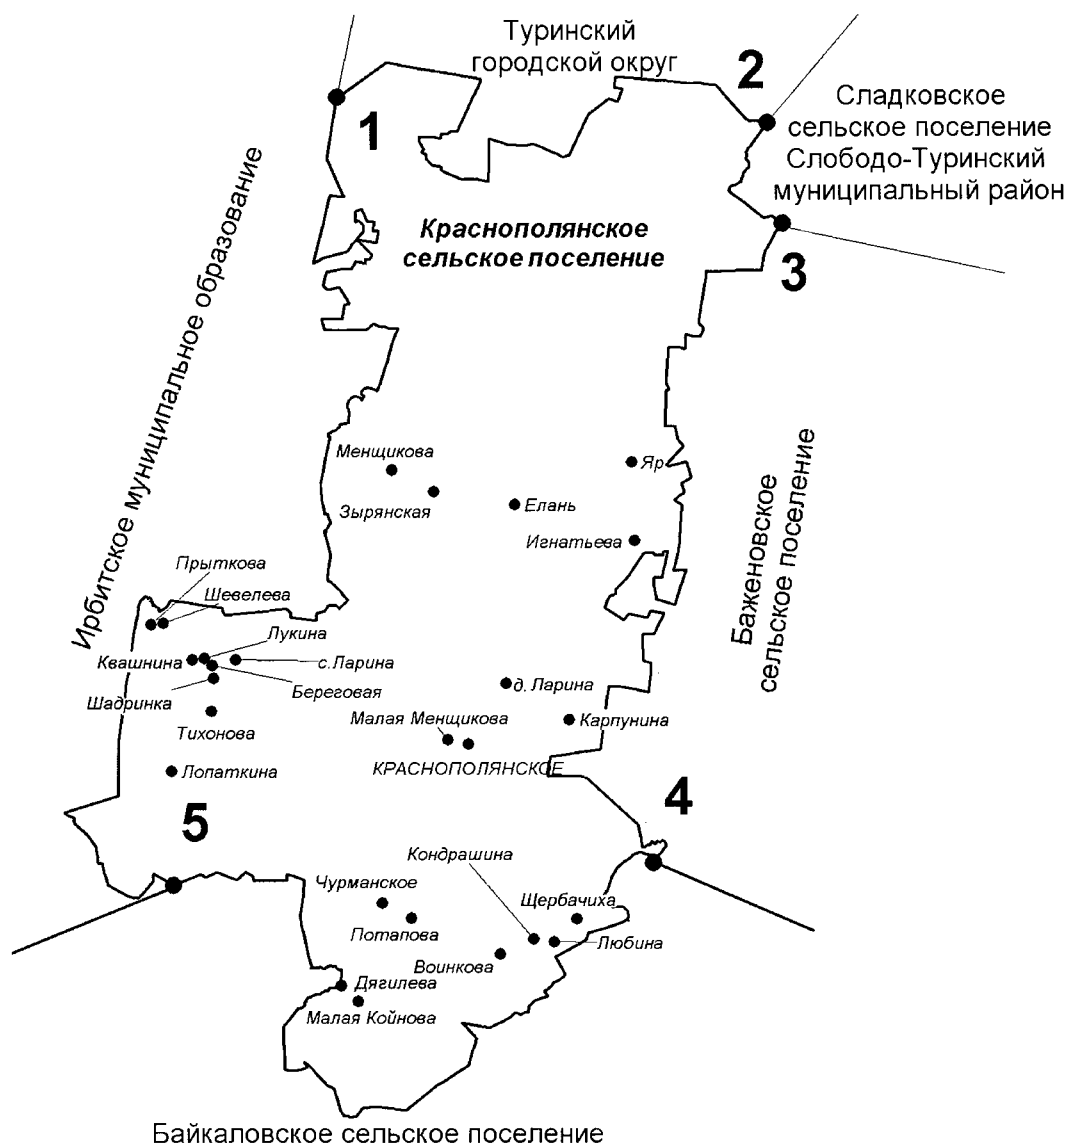 Туринский
городской округ
2
Сладковское
сельское поселение
Слободо-Туринский
муниципальный район
1
Краснополянское
сельское поселение
3
Ирбитское муниципальное образование
Баженовское
сельское поселение
Менщикова
Яр
Зырянская
Елань
Игнатьева
Прыткова
Шевелева
Лукина
Квашнина
с.Ларина
Береговая
Шадринка
д. Ларина
Тихонова
Малая Менщикова
Карпунина
КРАСНОПОЛЯНСКОЕ
Лопаткина
4
5
Кондрашина
Чурманское
Щербачиха
Потапова
Любина
Воинкова
Дягилева
Малая Койнова
Байкаловское сельское поселение